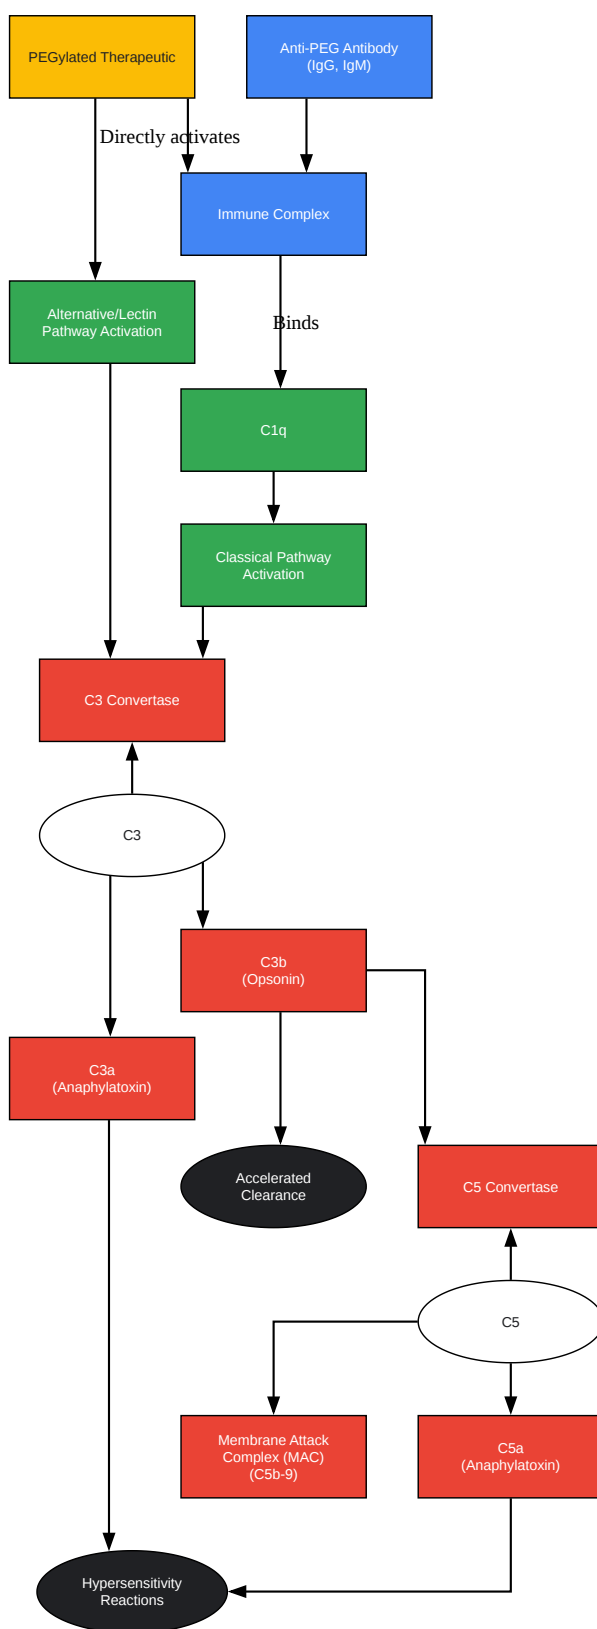 PEGylated Therapeutic
Anti-PEG Antibody
(IgG, IgM)
Directly activates
Immune Complex
Alternative/Lectin
Pathway Activation
Binds
C1q
Classical Pathway
Activation
C3 Convertase
C3
C3b
(Opsonin)
C3a
(Anaphylatoxin)
Accelerated
Clearance
C5 Convertase
C5
Membrane Attack
Complex (MAC)
(C5b-9)
C5a
(Anaphylatoxin)
Hypersensitivity
Reactions